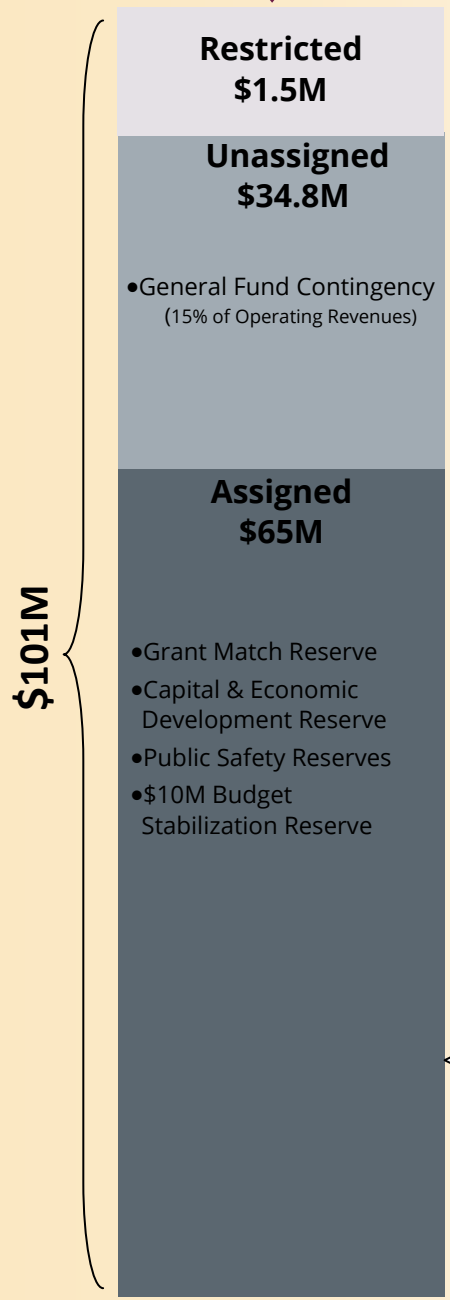 Restricted
$1.5M
Unassigned
$34.8M
•General Fund Contingency
(15% of Operating Revenues)
Assigned
$65M
$101M
•Grant Match Reserve
•Capital & Economic
Development Reserve
•Public Safety Reserves
•$10M Budget
Stabilization Reserve